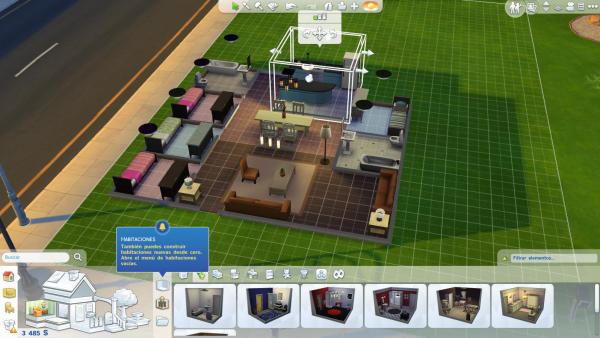 HABITACIONES
También puedes construir
habitaciones nuevas desde cero.
Abre el menú de habitaciones
vacías.
Buscar
Filtrar elementos...
3 485 $